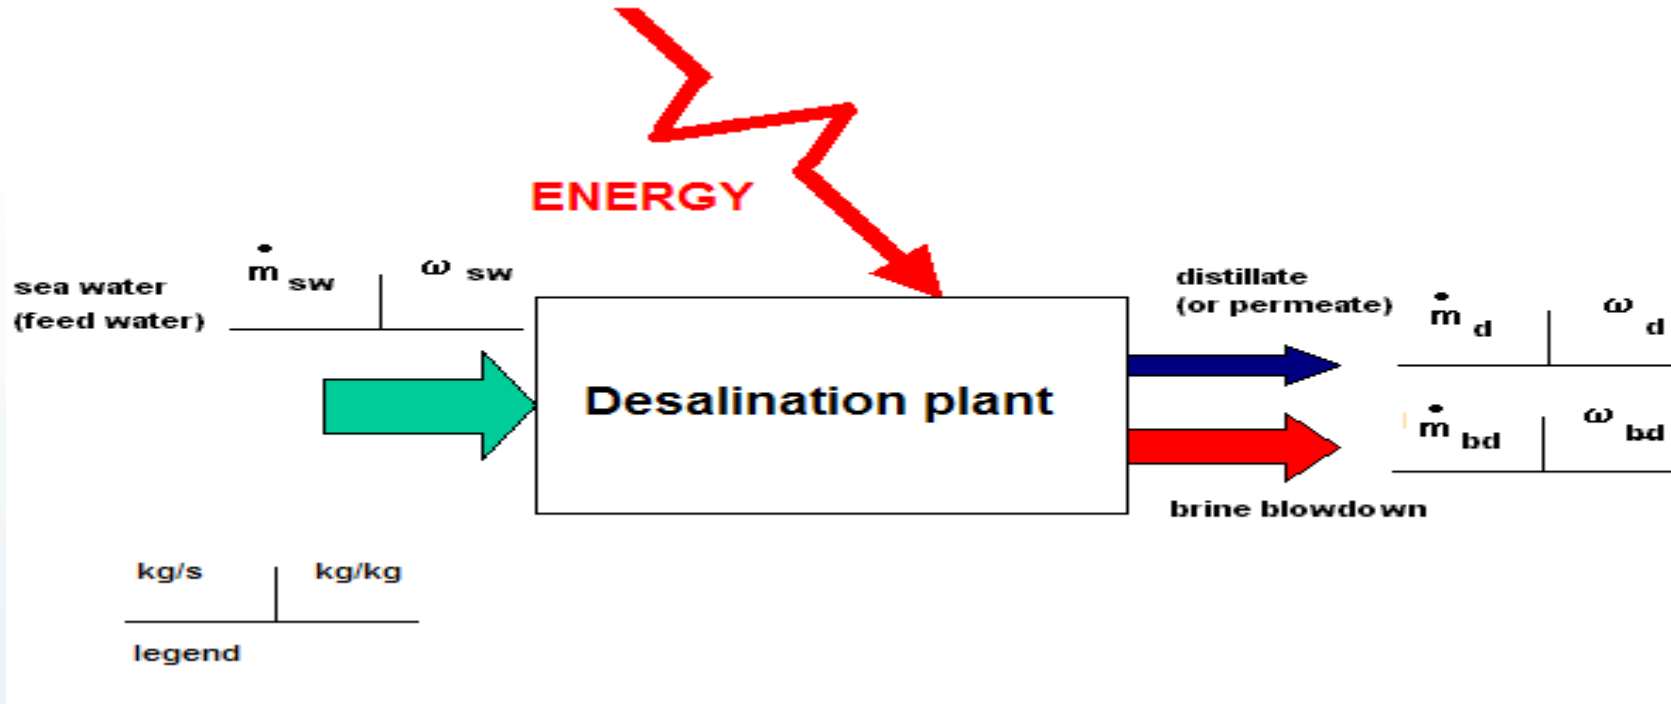 ENERGY
sea water
(feed water)
ṁ sw
ω sw
distillate
(or permeate)
ṁ d
ω d
Desalination plant
ṁ bd
ω bd
brine blowdown
kg/s
kg/kg
legend